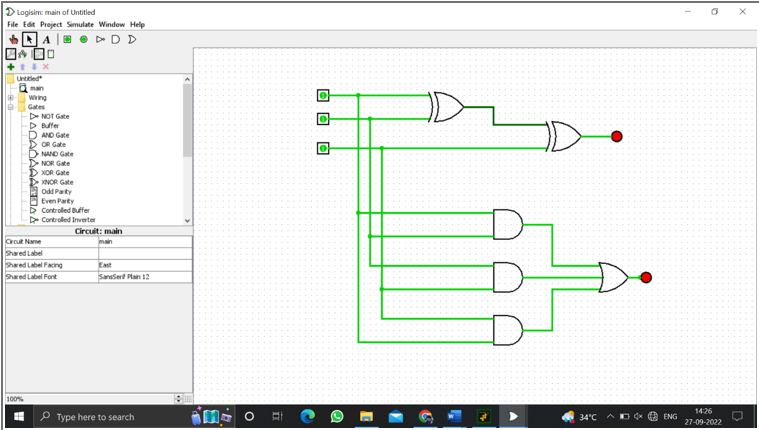 Logisim: main of Untitled
File Edit Project Simulate Window Help
A
Untitled*
main
Wiring
Gates
NOT Gate
Buffer
AND Gate
OR Gate
NAND Gate
NOR Gate
XOR Gate
XNOR Gate
Odd Parity
Even Parity
Controlled Buffer
Controlled Inverter
Circuit: main
Circuit Name main
Shared Label
Shared Label Facing East
Shared Label Font SansSerif Plain 12
100%
Type here to search
34°C
ENG
14:26
27-09-2022